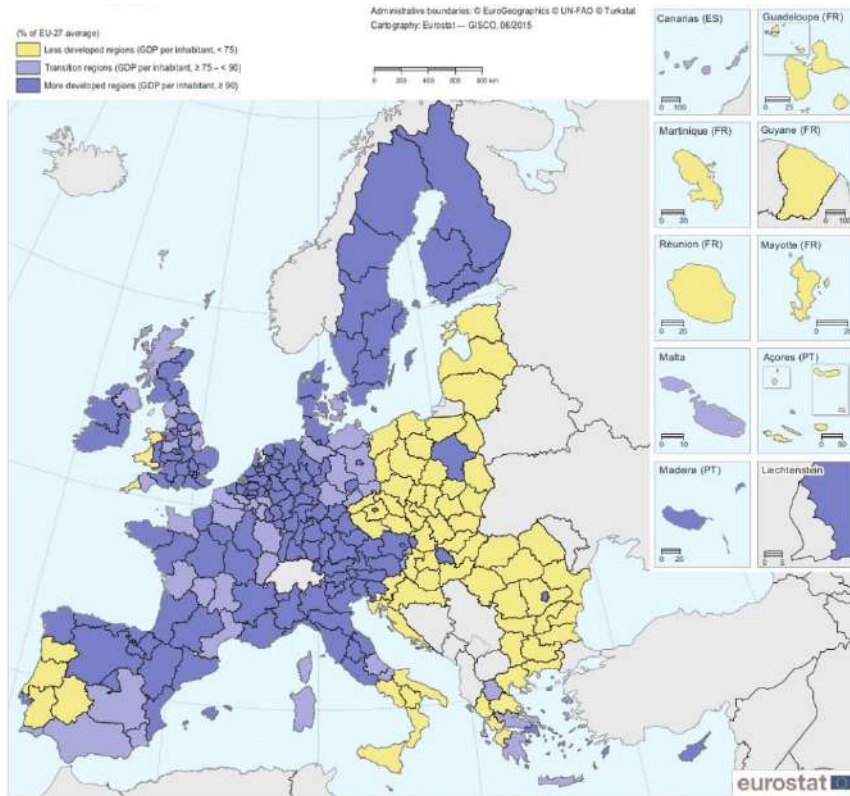 Administrative boundaries: © EuroGeographics © UN-FAO © Turkstat
Cartography: Eurostat — GISCO, 06/2015
(% of EU-27 average)
Less developed regions (GDP per inhabitant, < 75)
Transition regions (GDP per inhabitant, ≥ 75 – < 90)
More developed regions (GDP per inhabitant, ≥ 90)
0 200 400 600 800 km
Canarias (ES)
0 100
Guadeloupe (FR)
0 25
Martinique (FR)
0 20
Guyane (FR)
0 100
Réunion (FR)
0 20
Mayotte (FR)
0 20
Malta
0 10
Açores (PT)
0 50
Madeira (PT)
0 20
Liechtenstein
0 5
eurostat